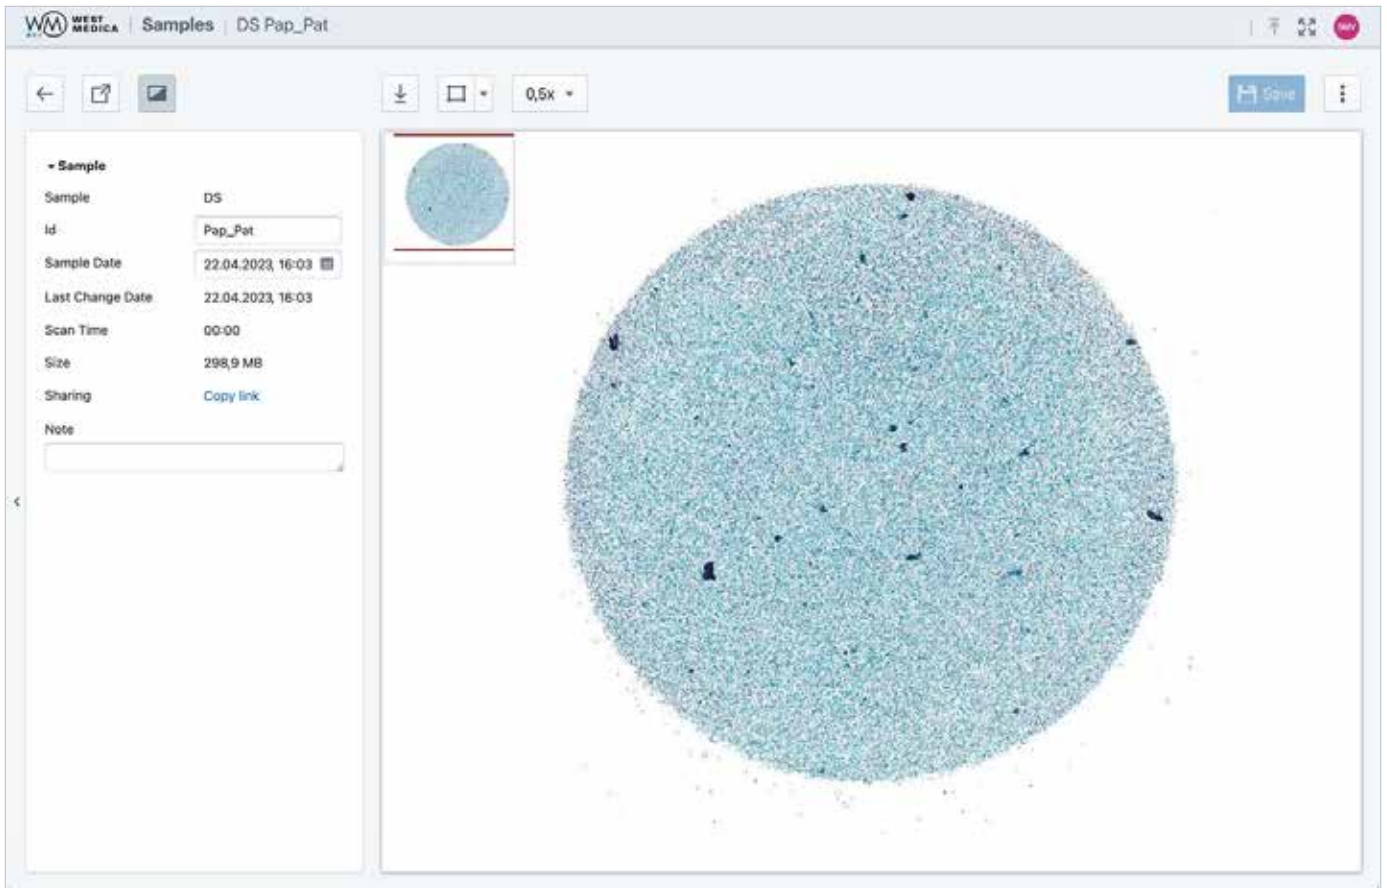 WM WEST MEDICA | Samples | DS Pap_Pat
0,5x
Save
Sample
Sample DS
Id Pap_Pat
Sample Date 22.04.2023, 16:03
Last Change Date 22.04.2023, 16:03
Scan Time 00:00
Size 298,9 MB
Sharing Copy link
Note